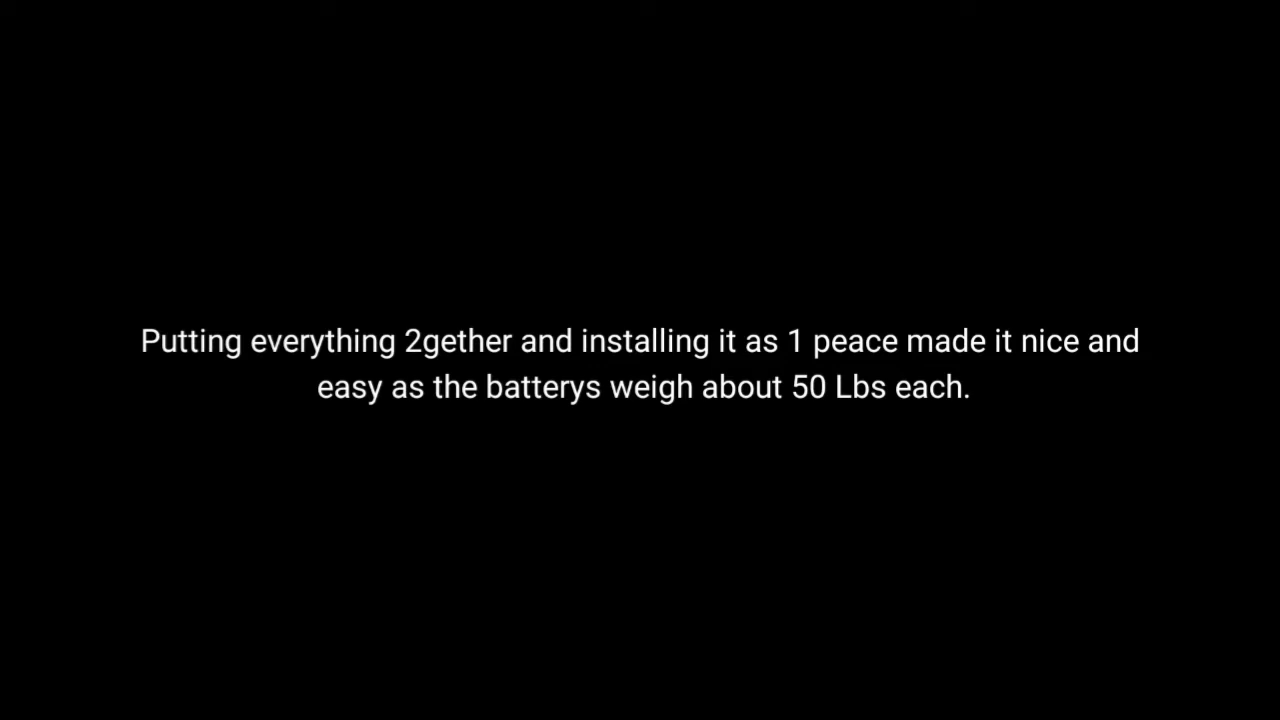 Putting everything 2gether and installing it as 1 peace made it nice and
easy as the batterys weigh about 50 Lbs each.